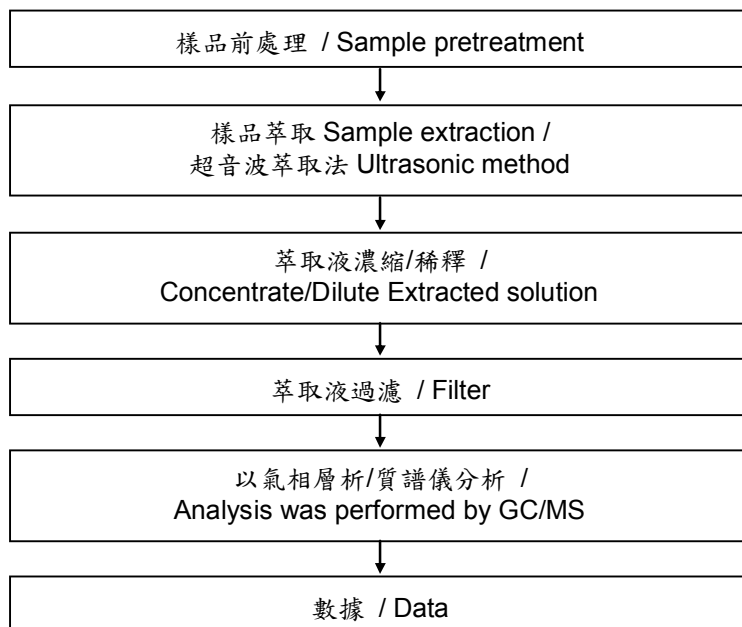 樣品前處理 / Sample pretreatment
樣品萃取 Sample extraction /
超音波萃取法 Ultrasonic method
萃取液濃縮/稀釋 /
Concentrate/Dilute Extracted solution
萃取液過濾 / Filter
以氣相層析/質譜儀分析 /
Analysis was performed by GC/MS
數據 / Data